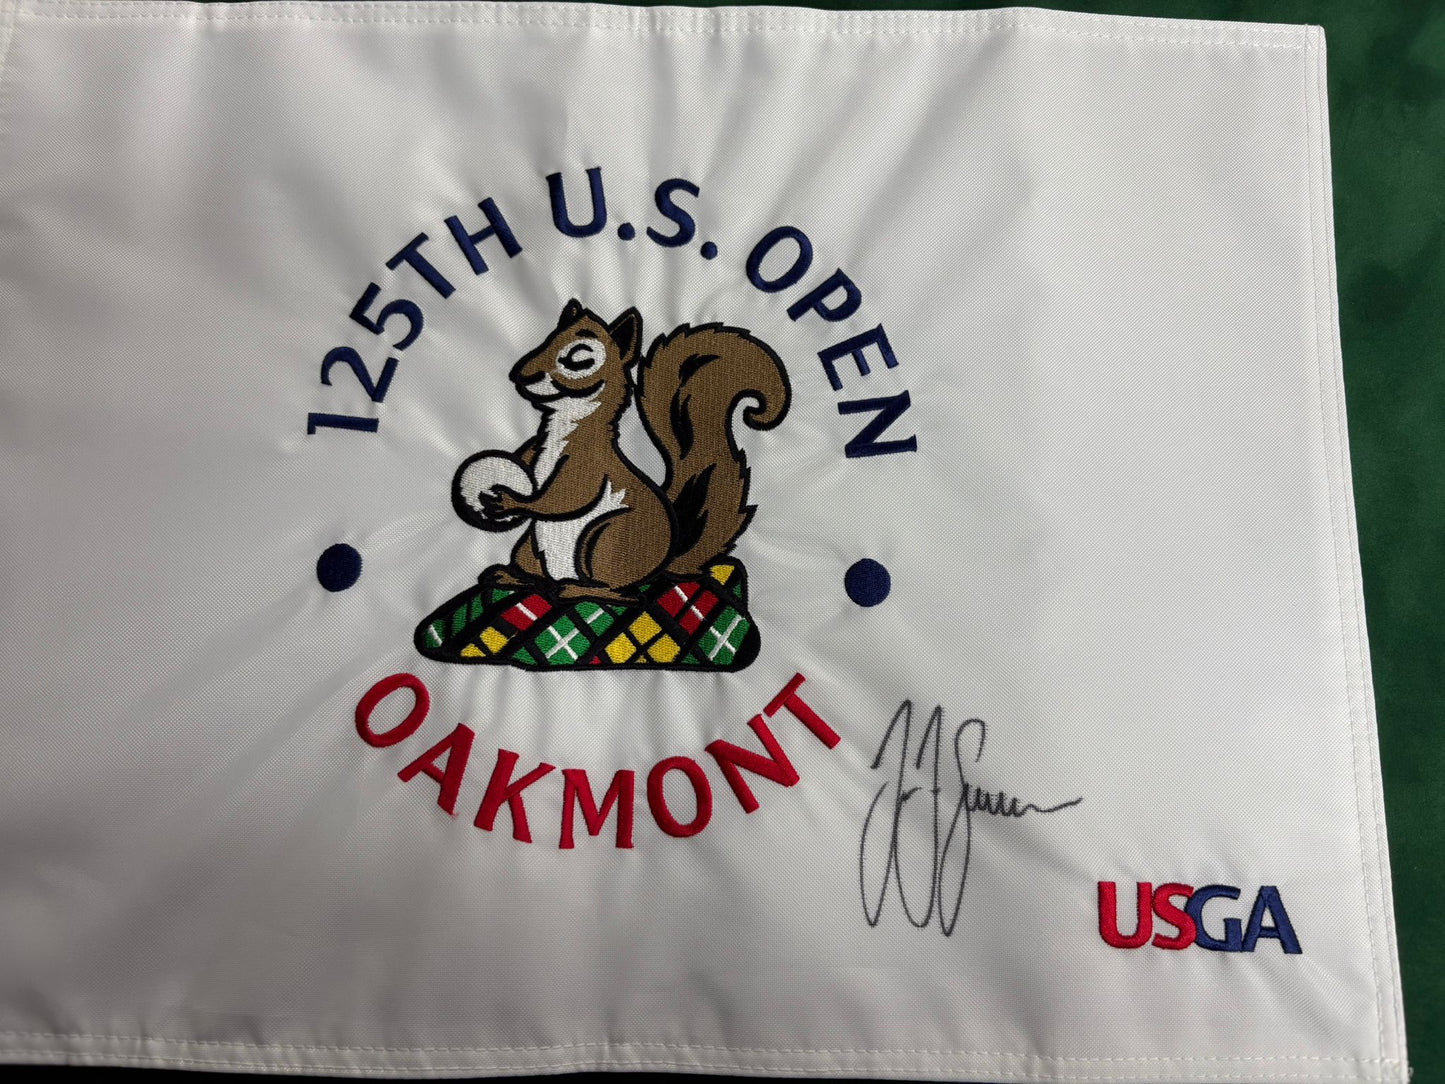 125TH U.S. OPEN
OAKMONT
USGA